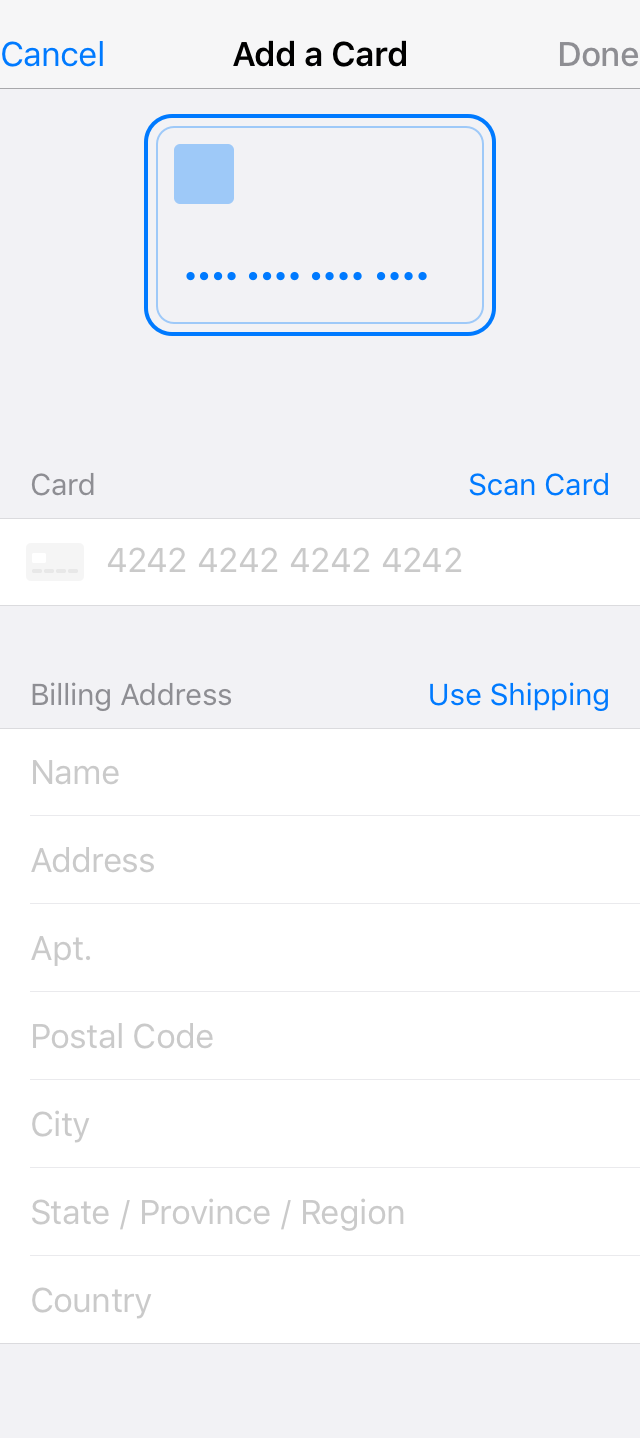 Cancel Add a Card Done
•••• •••• •••• ••••
Card Scan Card
4242 4242 4242 4242
Billing Address Use Shipping
Name
Address
Apt.
Postal Code
City
State / Province / Region
Country